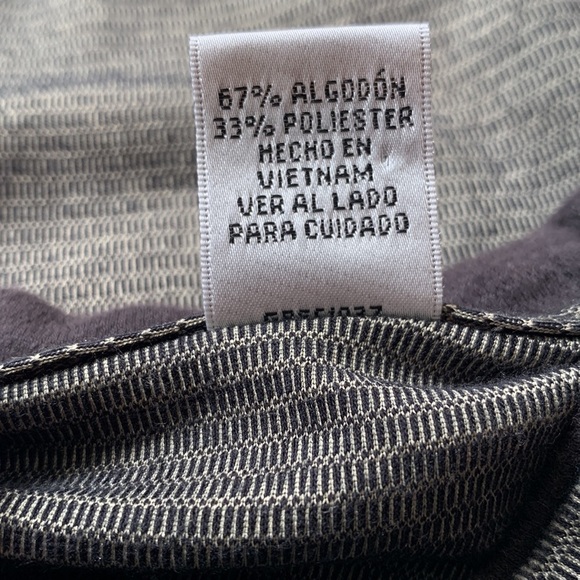 67% ALGODÓN
33% POLIESTER
HECHO EN
VIETNAM
VER AL LADO
PARA CUIDADO